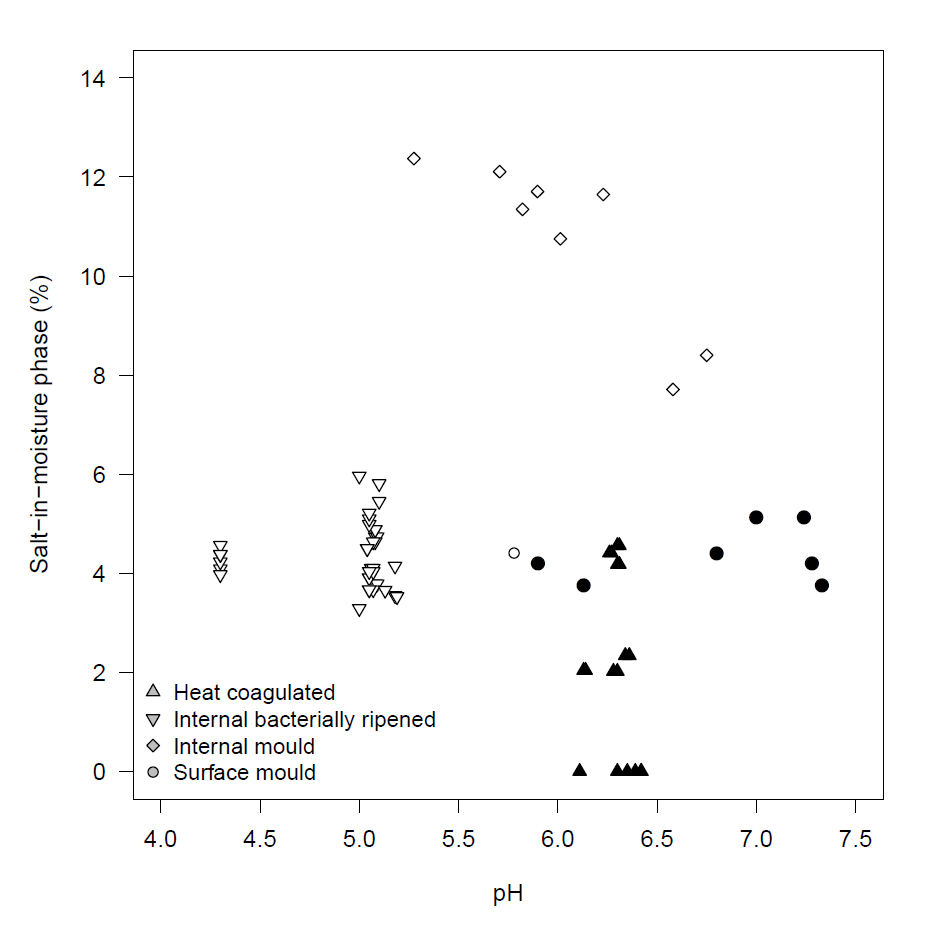 14
12
10
8
6
4
2
0
Salt−in−moisture phase (%)
Heat coagulated
Internal bacterially ripened
Internal mould
Surface mould
4.0 4.5 5.0 5.5 6.0 6.5 7.0 7.5
pH